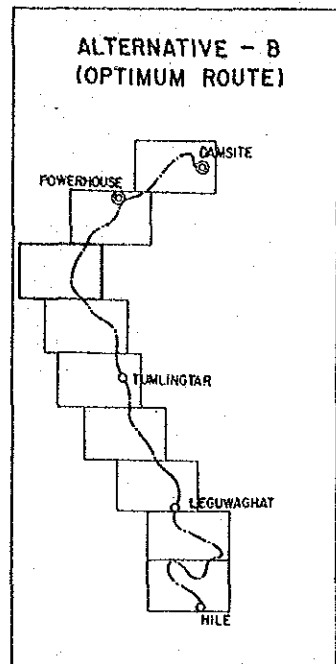 ALTERNATIVE - B
(OPTIMUM ROUTE)
DAMSITE
POWERHOUSE
TUMLINGTAR
LEGUWAGHAT
HILE